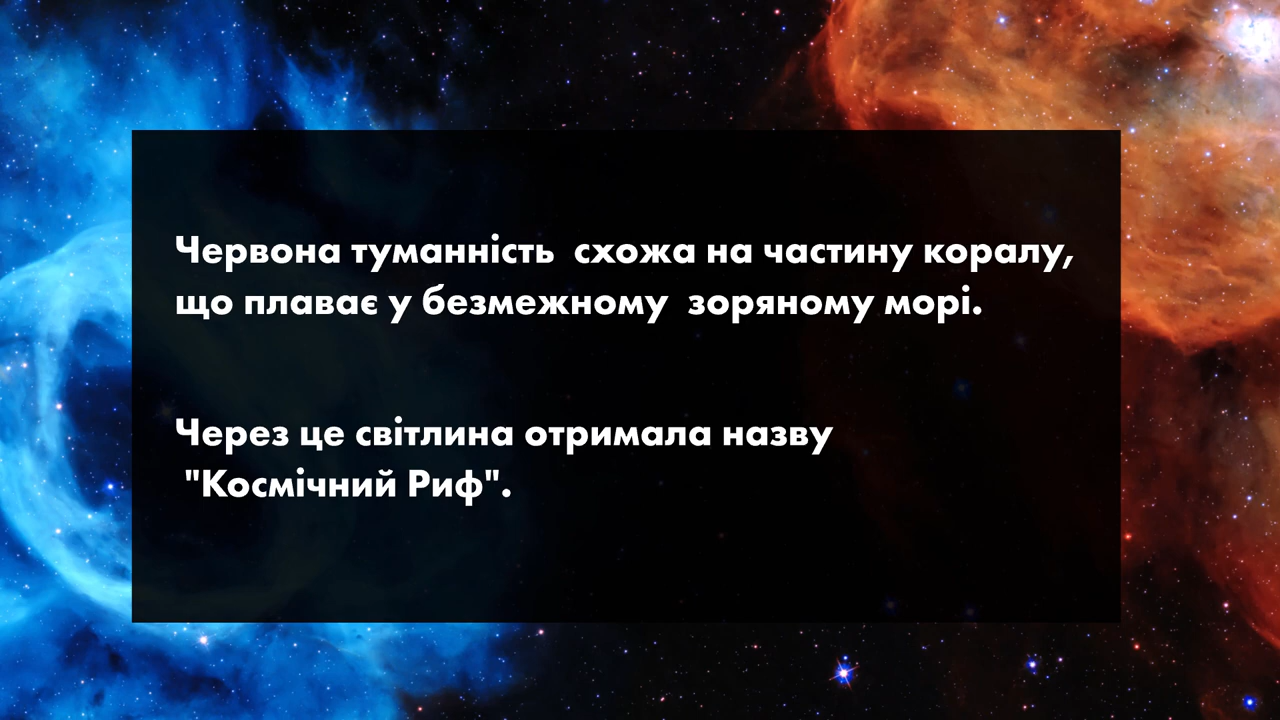 Червона туманність  схожа на частину коралу,
що плаває у безмежному  зоряному морі.
Через це світлина отримала назву
"Космічний Риф".